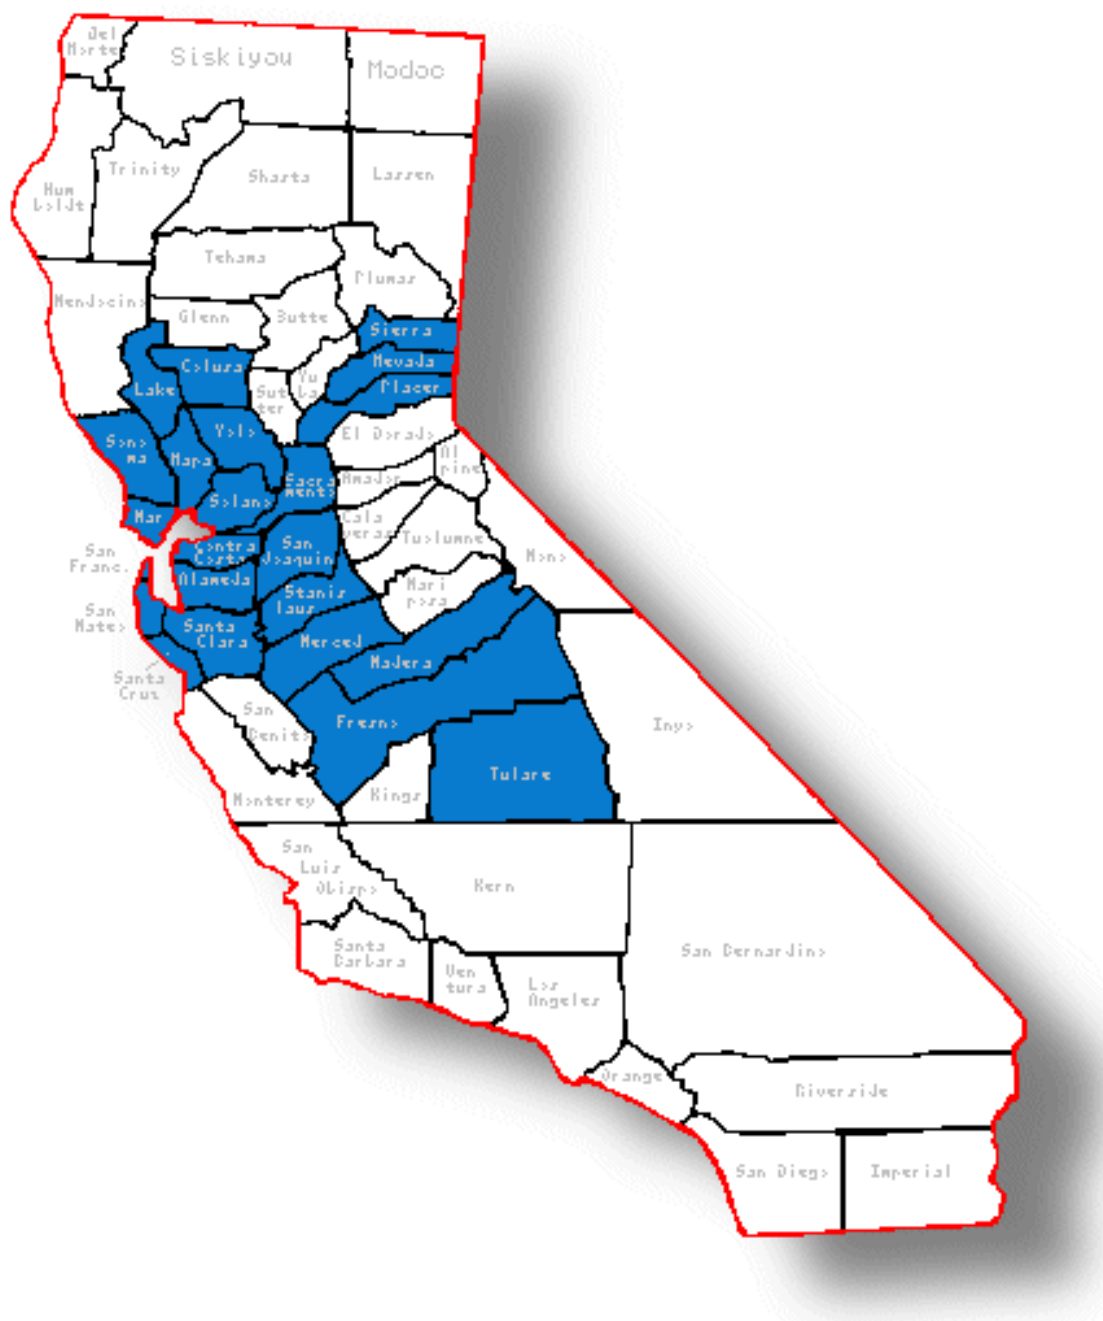 Del
Norte
Siskiyou
Modoc
Hum
boldt
Trinity
Shasta
Lassen
Tehama
Plumas
Mendocino
Glenn
Butte
Sierra
Colusa
Nevada
Lake
Sut
ter
Yu
ba
Placer
Sono
ma
Napa
Yolo
El Dorado
Al
pine
Solano
Sacra
mento
Amador
Mar
Cala
veras
Tuolumne
San
Franc.
Contra
Costa
San
Joaquin
Mono
Alameda
Stanis
laus
Mari
posa
San
Mateo
Santa
Clara
Merced
Madera
Santa
Cruz
San
Benito
Fresno
Inyo
Monterey
Kings
Tulare
San
Luis
Obispo
Kern
Santa
Barbara
Ven
tura
Los
Angeles
San Bernardino
Orange
Riverside
San Diego
Imperial